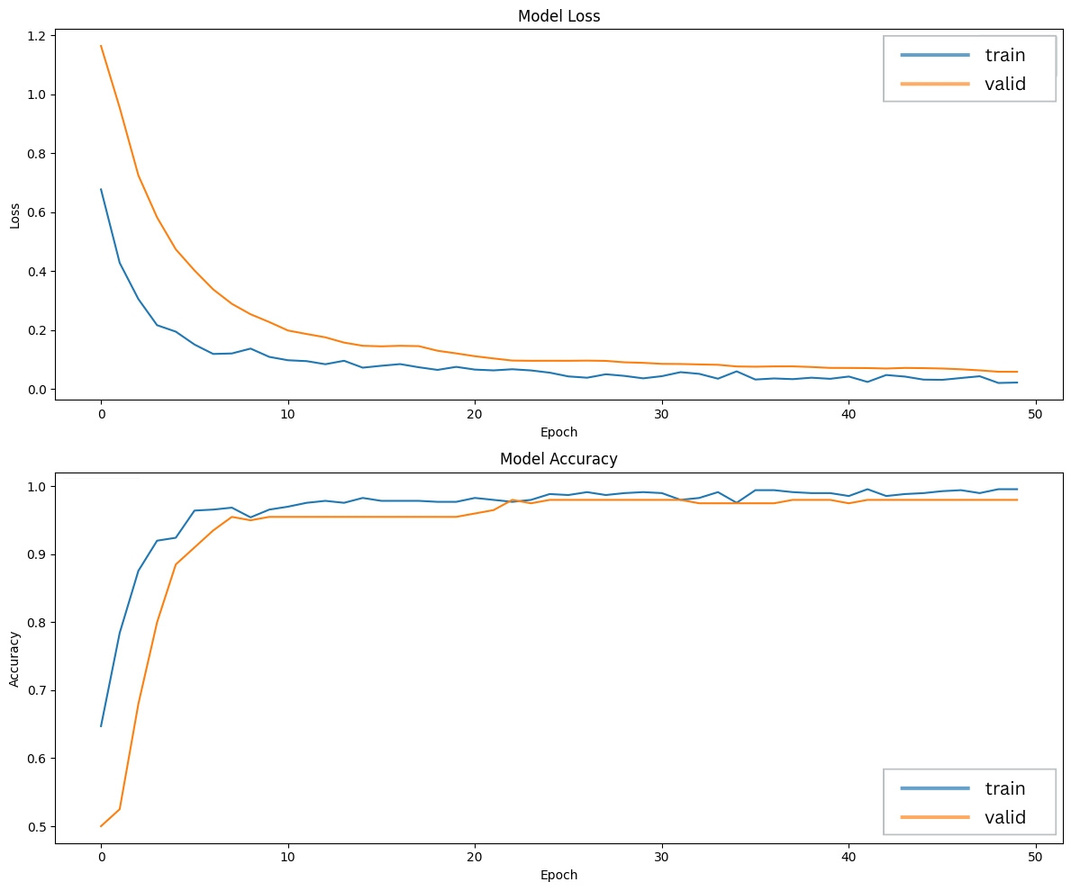 Model Loss
train
valid
1.2
1.0
0.8
0.6
0.4
0.2
0.0
Loss
0 10 20 30 40 50
Epoch
Model Accuracy
1.0
0.9
0.8
0.7
0.6
0.5
Accuracy
train
valid
0 10 20 30 40 50
Epoch